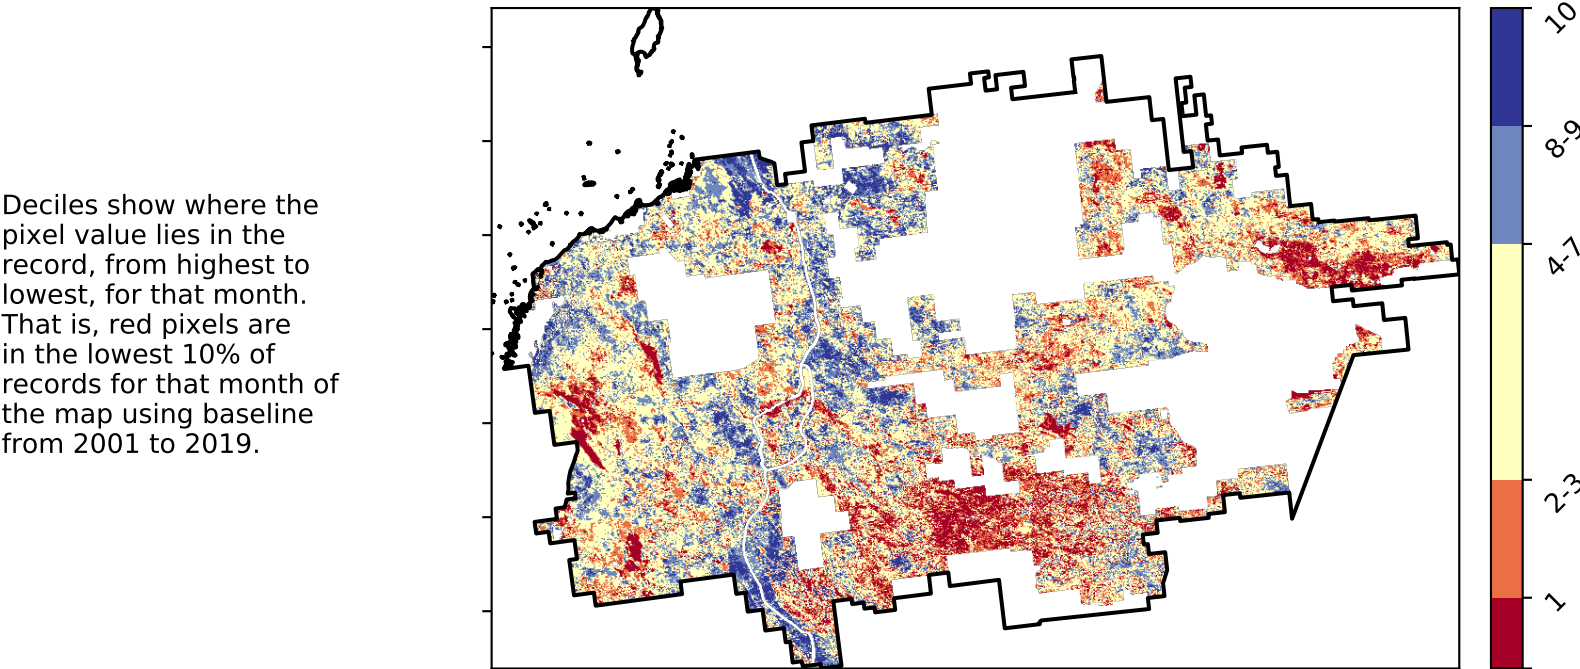 Deciles show where the
pixel value lies in the
record, from highest to
lowest, for that month.
That is, red pixels are
in the lowest 10% of
records for that month of
the map using baseline
from 2001 to 2019.
10
8-9
4-7
2-3
1